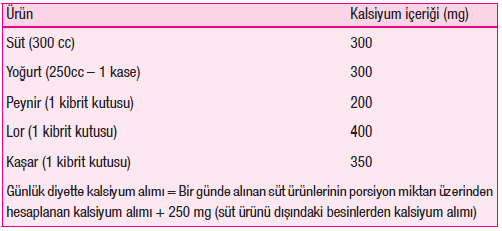 Ürün Kalsiyum içeriği (mg)
Süt (300 cc) 300
Yoğurt (250cc – 1 kase) 300
Peynir (1 kibrit kutusu) 200
Lor (1 kibrit kutusu) 400
Kaşar (1 kibrit kutusu) 350
Günlük diyette kalsiyum alımı = Bir günde alınan süt ürünlerinin porsiyon miktarı üzerinden
hesaplanan kalsiyum alımı + 250 mg (süt ürünü dışındaki besinlerden kalsiyum alımı)